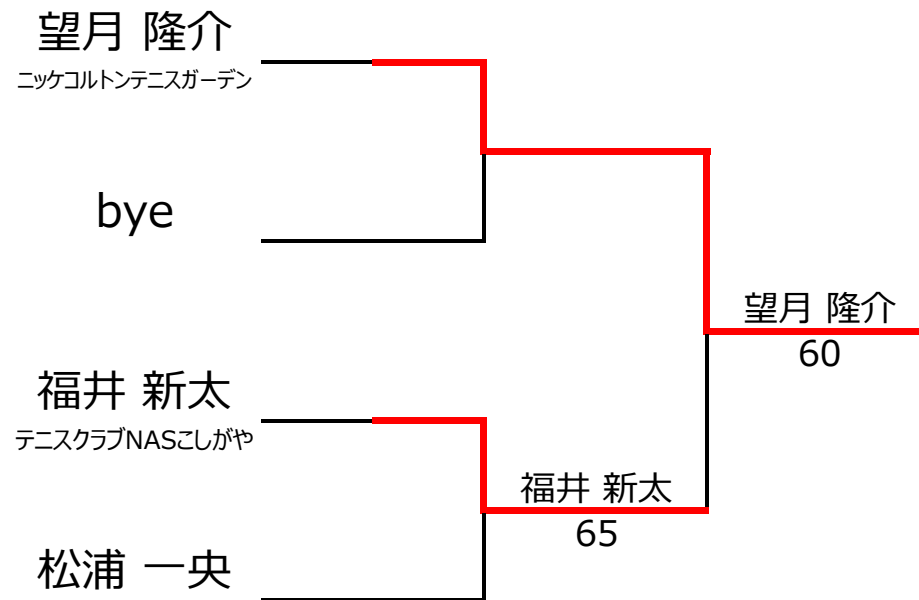 望月 隆介
ニッケコルトンテニスガーデン
bye
望月 隆介
60
福井 新太
テニスクラブNASこしがや
福井 新太
65
松浦 一央